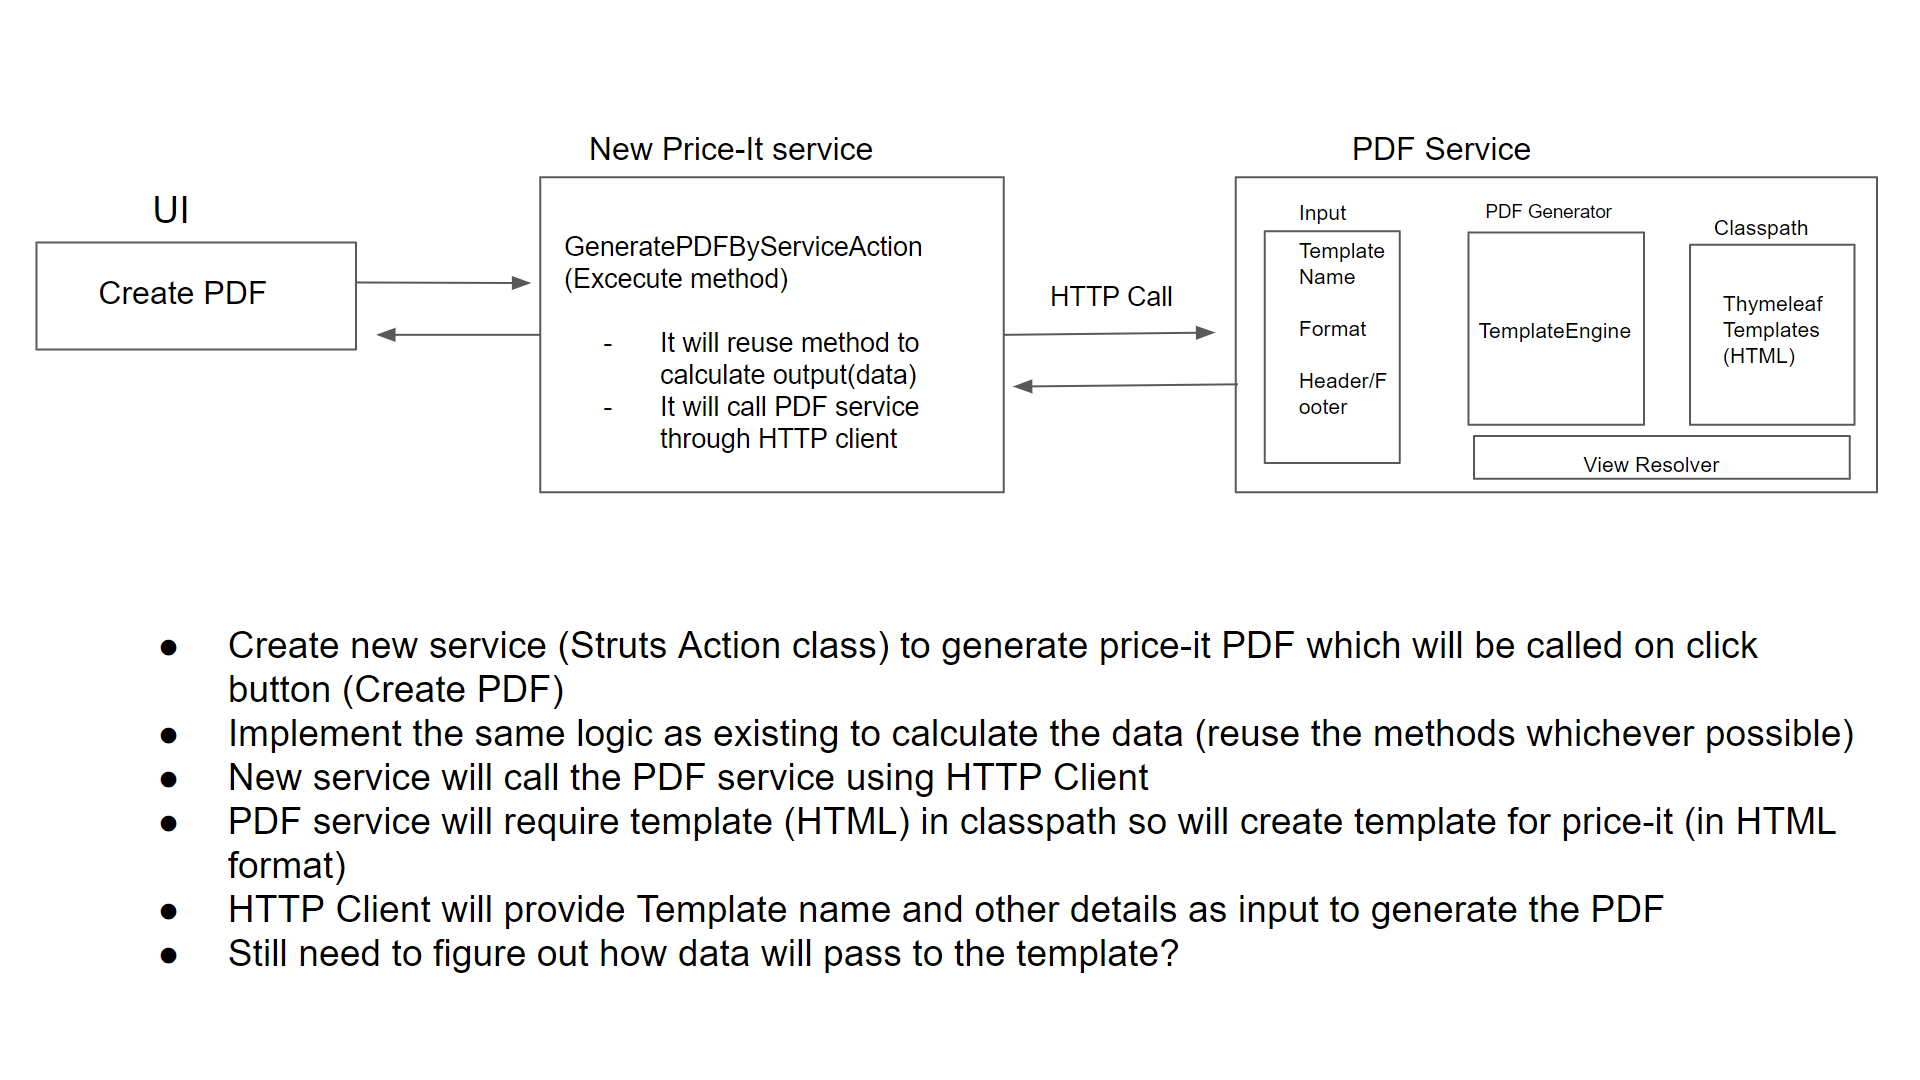 UI
Create PDF
New Price-It service
GeneratePDFByServiceAction
(Excecute method)
- It will reuse method to
calculate output(data)
- It will call PDF service
through HTTP client
HTTP Call
PDF Service
Input
Template
Name
Format
Header/F
ooter
PDF Generator
TemplateEngine
Classpath
Thymeleaf
Templates
(HTML)
View Resolver
● Create new service (Struts Action class) to generate price-it PDF which will be called on click
button (Create PDF)
● Implement the same logic as existing to calculate the data (reuse the methods whichever possible)
● New service will call the PDF service using HTTP Client
● PDF service will require template (HTML) in classpath so will create template for price-it (in HTML
format)
● HTTP Client will provide Template name and other details as input to generate the PDF
● Still need to figure out how data will pass to the template?